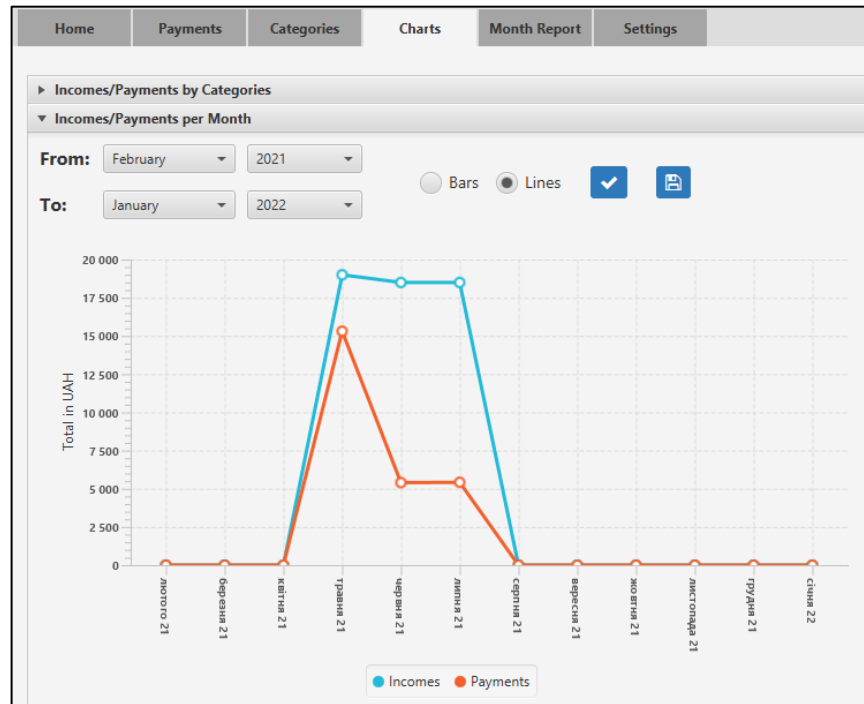 Home Payments Categories Charts Month Report Settings
Incomes/Payments by Categories
Incomes/Payments per Month
From: February 2021
Bars Lines
To: January 2022
20 000
17 500
15 000
12 500
10 000
7 500
5 000
2 500
0
Total in UAH
лютого 21
березня 21
квітня 21
травня 21
червня 21
липня 21
серпня 21
вересня 21
жовтня 21
листопада 21
грудня 21
січня 22
Incomes Payments